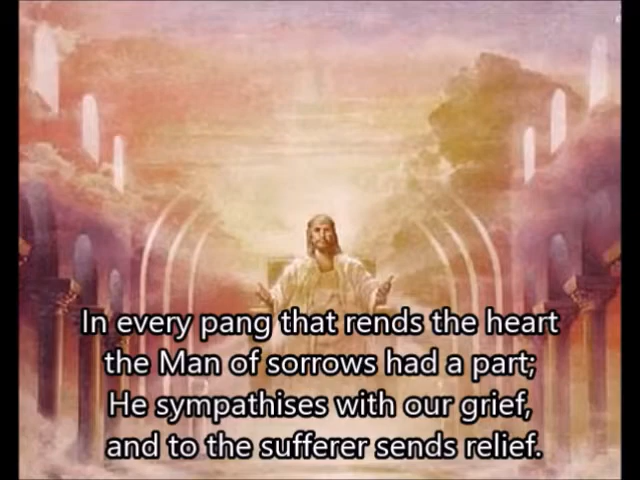 In every pang that rends the heart
the Man of sorrows had a part;
He sympathises with our grief,
and to the sufferer sends relief.